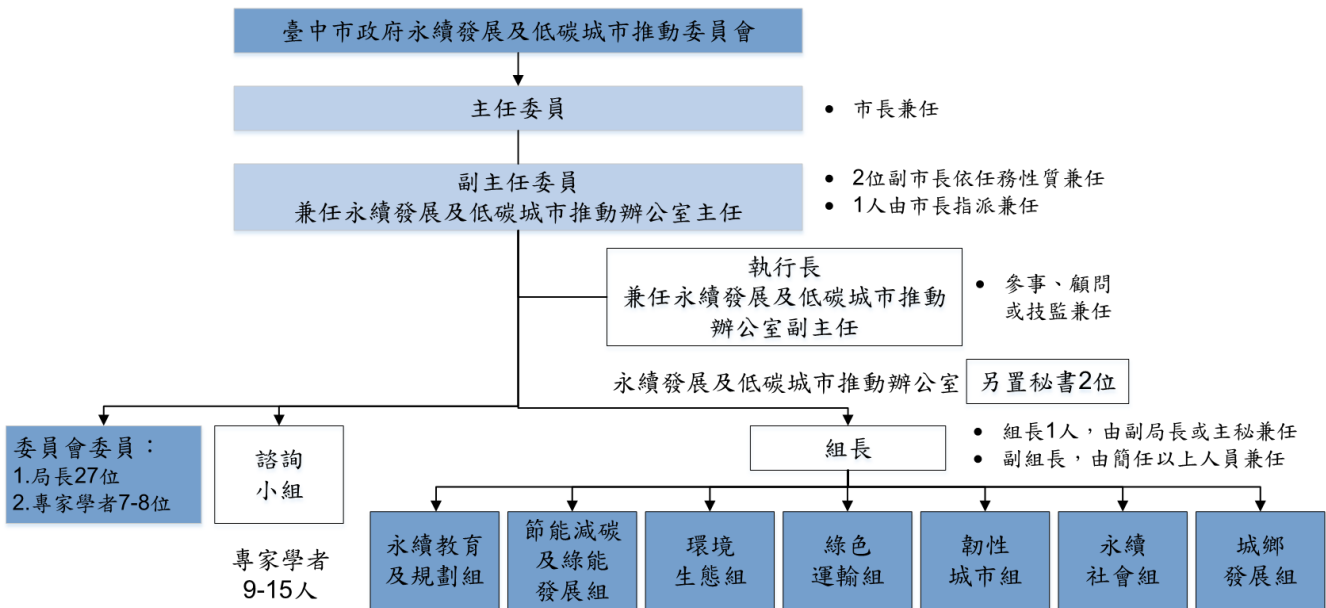 臺中市政府永續發展及低碳城市推動委員會
主任委員
• 市長兼任
副主任委員
兼任永續發展及低碳城市推動辦公室主任
• 2位副市長依任務性質兼任
• 1人由市長指派兼任
執行長
兼任永續發展及低碳城市推動
辦公室副主任
• 參事、顧問
或技監兼任
永續發展及低碳城市推動辦公室
另置秘書2位
委員會委員：
1.局長27位
2.專家學者7-8位
諮詢
小組
專家學者
9-15人
組長
• 組長1人，由副局長或主秘兼任
• 副組長，由簡任以上人員兼任
永續教育
及規劃組
節能減碳
及綠能
發展組
環境
生態組
綠色
運輸組
韌性
城市組
永續
社會組
城鄉
發展組